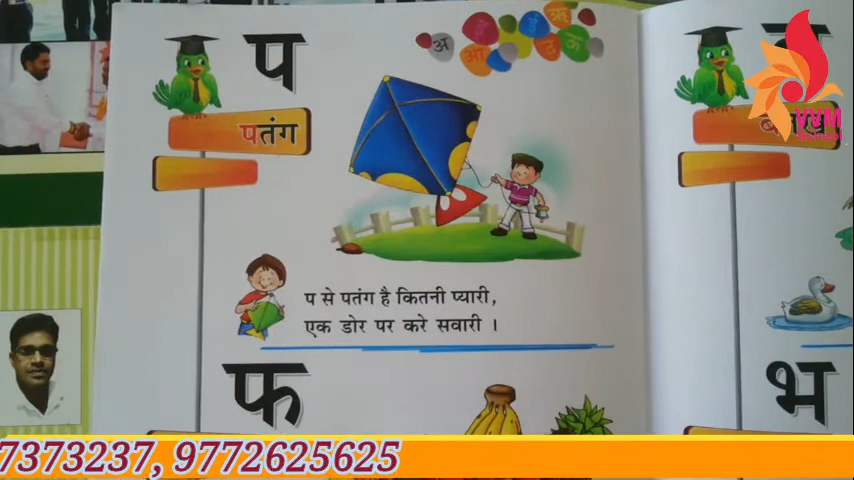 प
पतंग
अ
आ
उ
ऋ
प से पतंग है कितनी प्यारी,
एक डोर पर करे सवारी ।
फ
भ
VVM
7373237, 9772625625